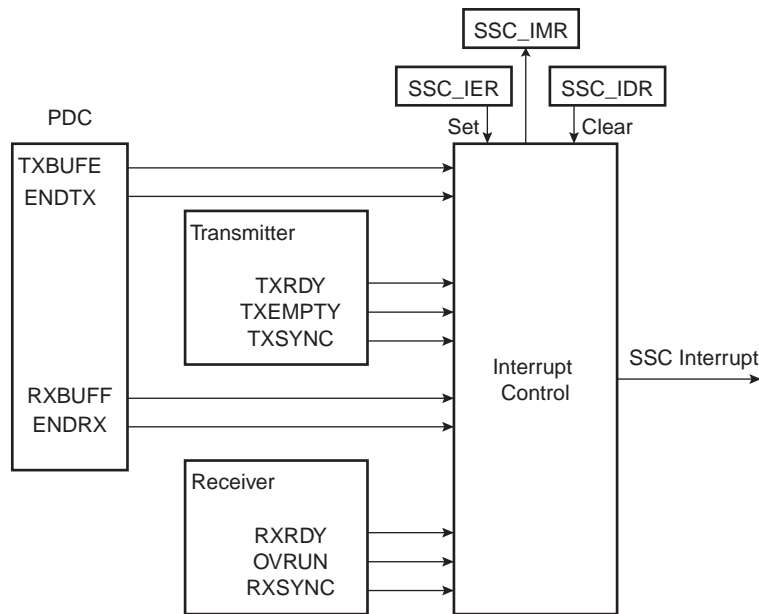 SSC_IMR
SSC_IER
SSC_IDR
PDC
Set
Clear
TXBUFE
ENDTX
Transmitter
TXRDY
TXEMPTY
TXSYNC
SSC Interrupt
Interrupt
Control
RXBUFF
ENDRX
Receiver
RXRDY
OVRUN
RXSYNC